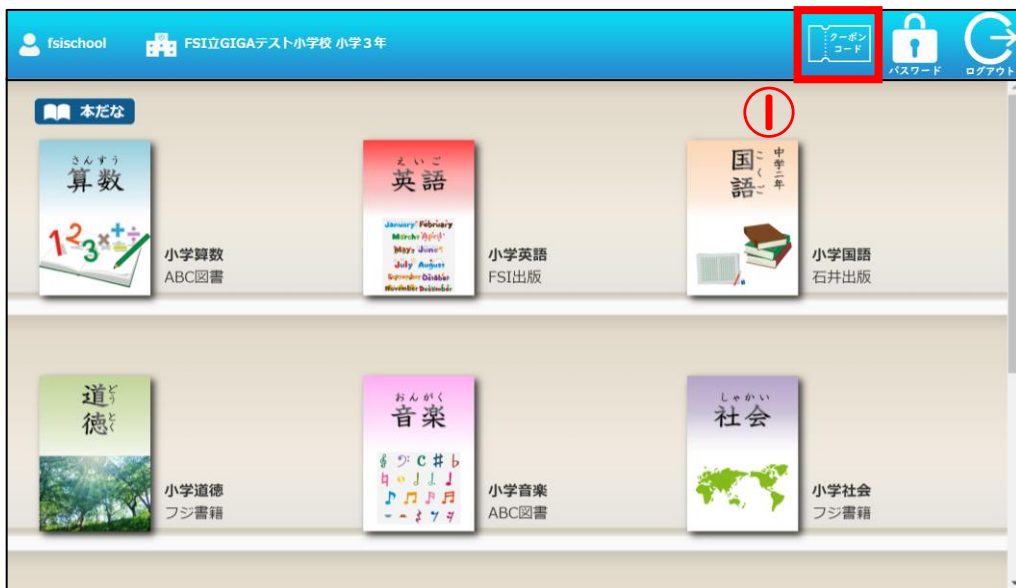 fsischool
FSI立GIGAテスト小学校 小学3年
クーポン
コード
パスワード
ログアウト
①
本だな
さんすう
算数
123×+-÷
小学算数
ABC図書
えいご
英語
January February
March April
May June
July August
September October
November December
小学英語
FSI出版
中学二年
こくご
国語
小学国語
石井出版
どうとく
道徳
小学道徳
フジ書籍
おんがく
音楽
小学音楽
ABC図書
しゃかい
社会
小学社会
フジ書籍